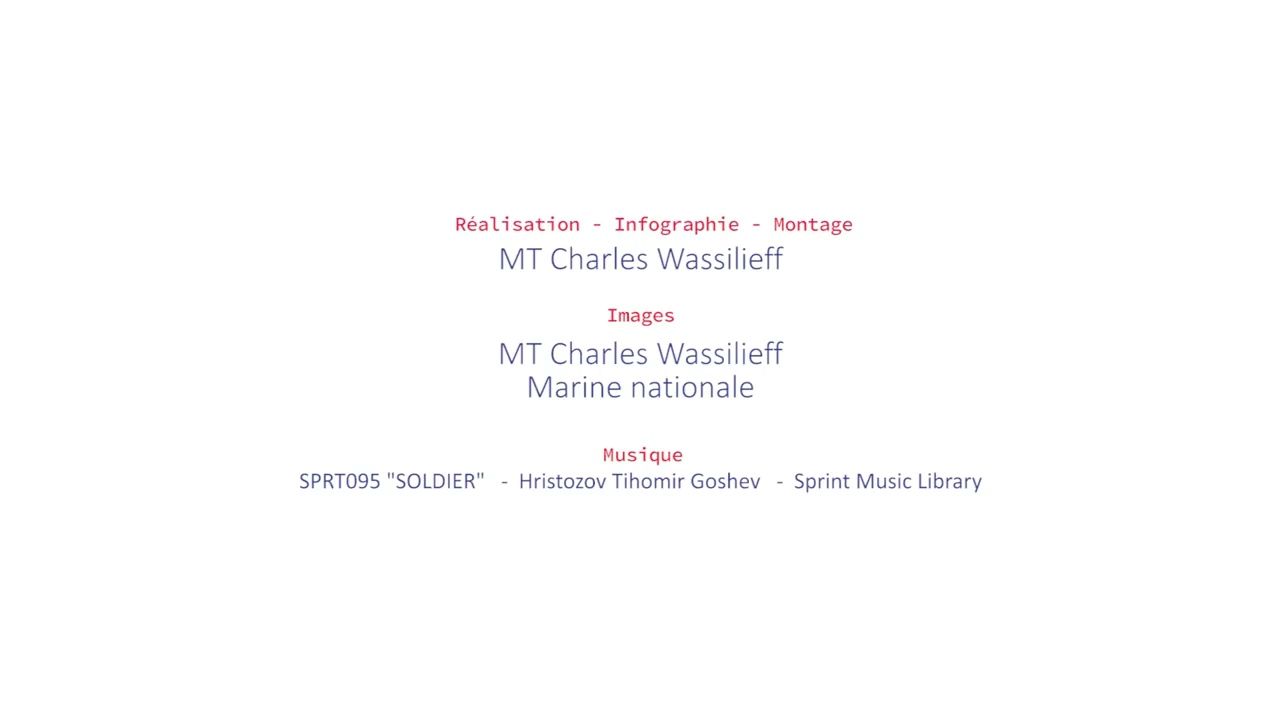 Réalisation - Infographie - Montage
MT Charles Wassilieff
Images
MT Charles Wassilieff
Marine nationale
Musique
SPRT095 "SOLDIER" - Hristozov Tihomir Goshev - Sprint Music Library